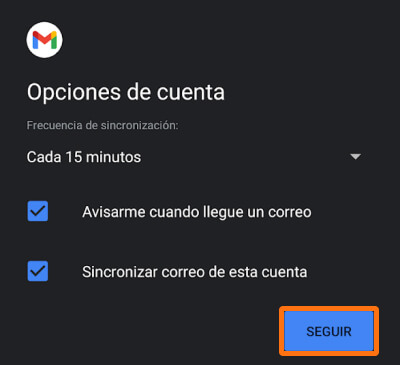 Opciones de cuenta
Frecuencia de sincronización:
Cada 15 minutos
Avisarme cuando llegue un correo
Sincronizar correo de esta cuenta
SEGUIR